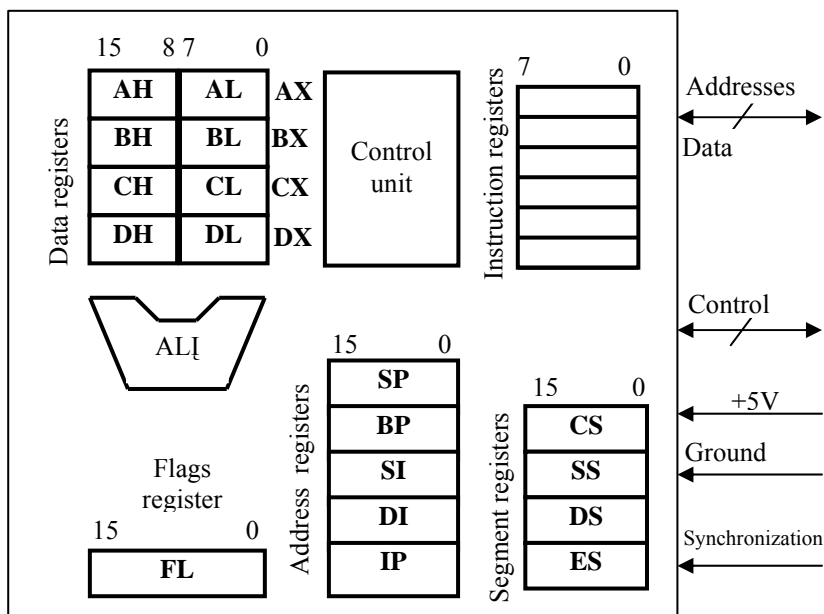 15 8 7 0
AH AL AX
BH BL BX
CH CL CX
DH DL DX
Data registers
Control
unit
7 0
Instruction registers
Addresses
Data
Control
+5V
Ground
Synchronization
ALĮ
15 0
SP
BP
SI
DI
IP
Address registers
15 0
CS
SS
DS
ES
Segment registers
Flags
register
15 0
FL